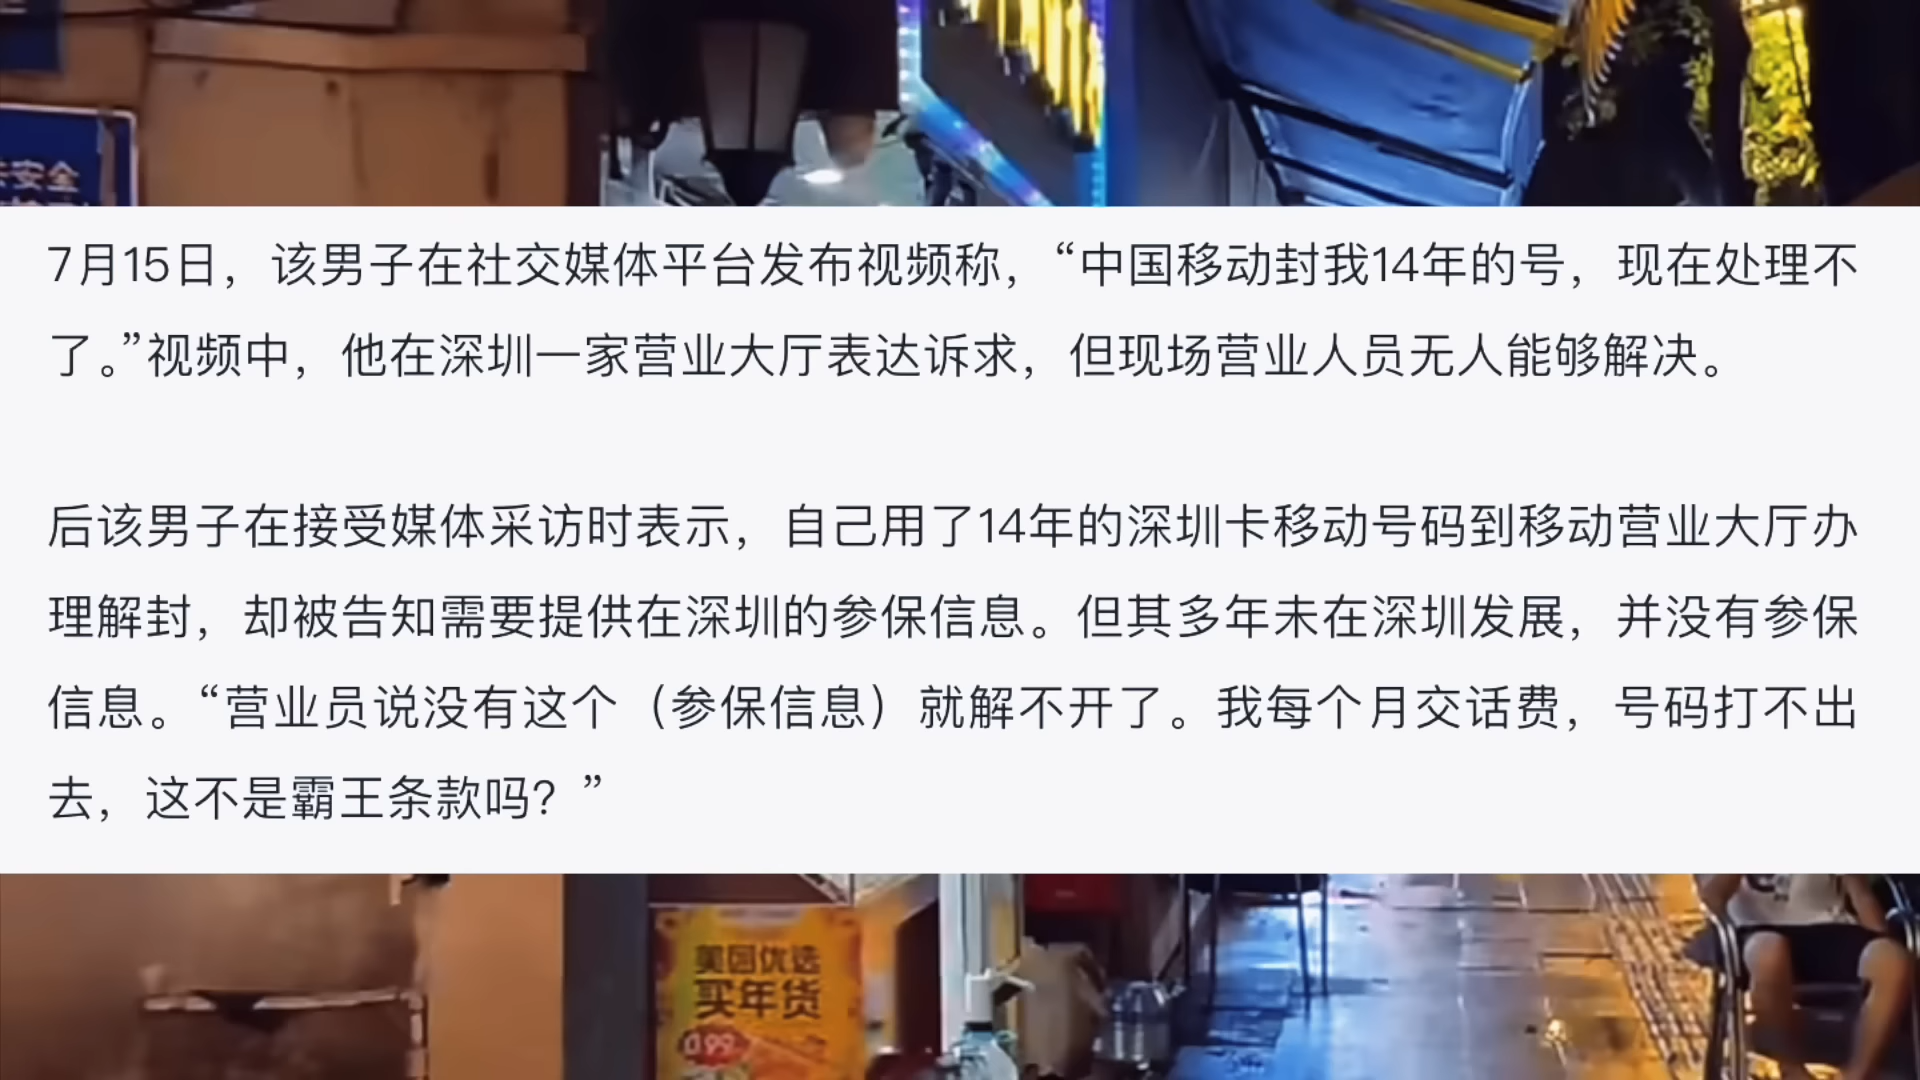 安全
7月15日，该男子在社交媒体平台发布视频称，“中国移动封我14年的号，现在处理不
了。”视频中，他在深圳一家营业大厅表达诉求，但现场营业人员无人能够解决。
后该男子在接受媒体采访时表示，自己用了14年的深圳卡移动号码到移动营业大厅办
理解封，却被告知需要提供在深圳的参保信息。但其多年未在深圳发展，并没有参保
信息。“营业员说没有这个（参保信息）就解不开了。我每个月交话费，号码打不出
去，这不是霸王条款吗？”
美团优选
买年货
0.99